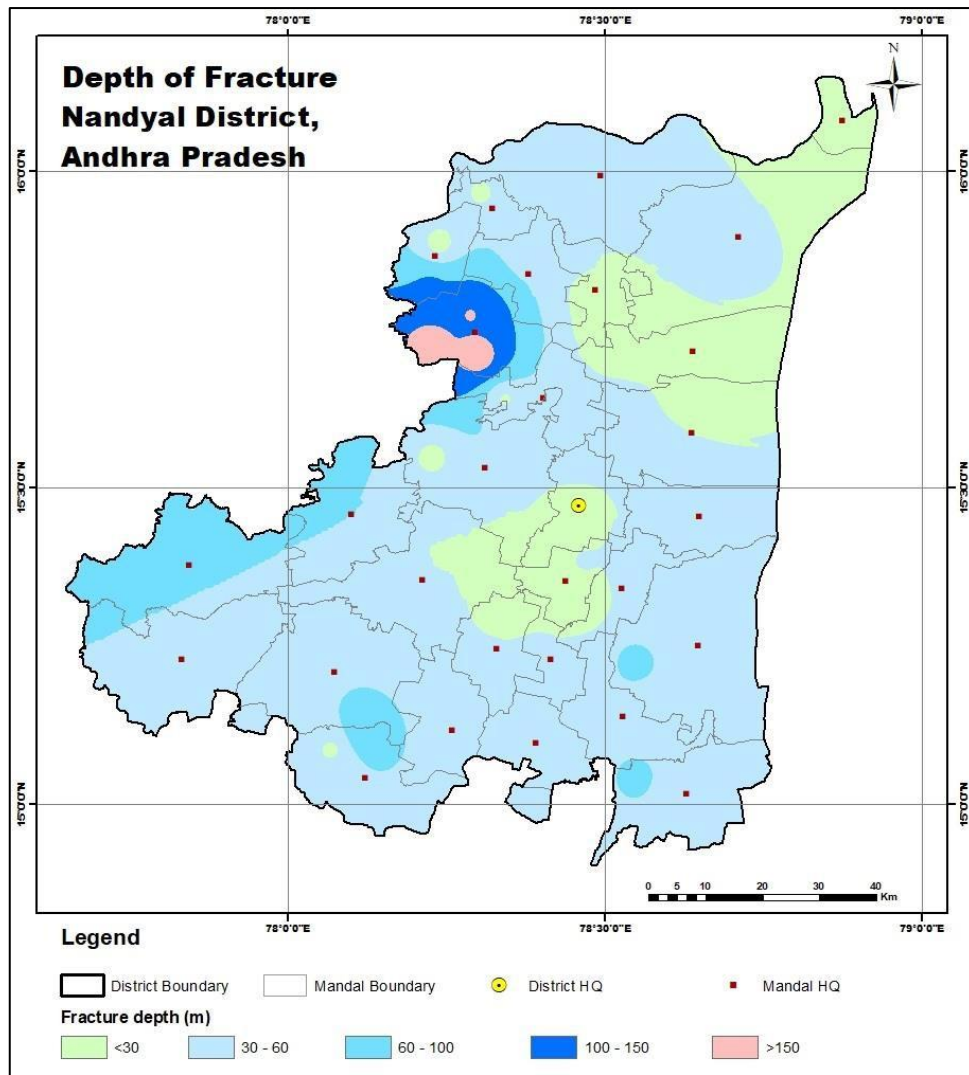 78°0'0"E 78°30'0"E 79°0'0"E
Depth of Fracture
Nandyal District,
Andhra Pradesh
N
16°0'0"N 16°0'0"N
15°30'0"N 15°30'0"N
15°0'0"N 15°0'0"N
0 5 10 20 30 40
Km
78°0'0"E 78°30'0"E 79°0'0"E
Legend
District Boundary Mandal Boundary District HQ Mandal HQ
Fracture depth (m)
<30 30 - 60 60 - 100 100 - 150 >150